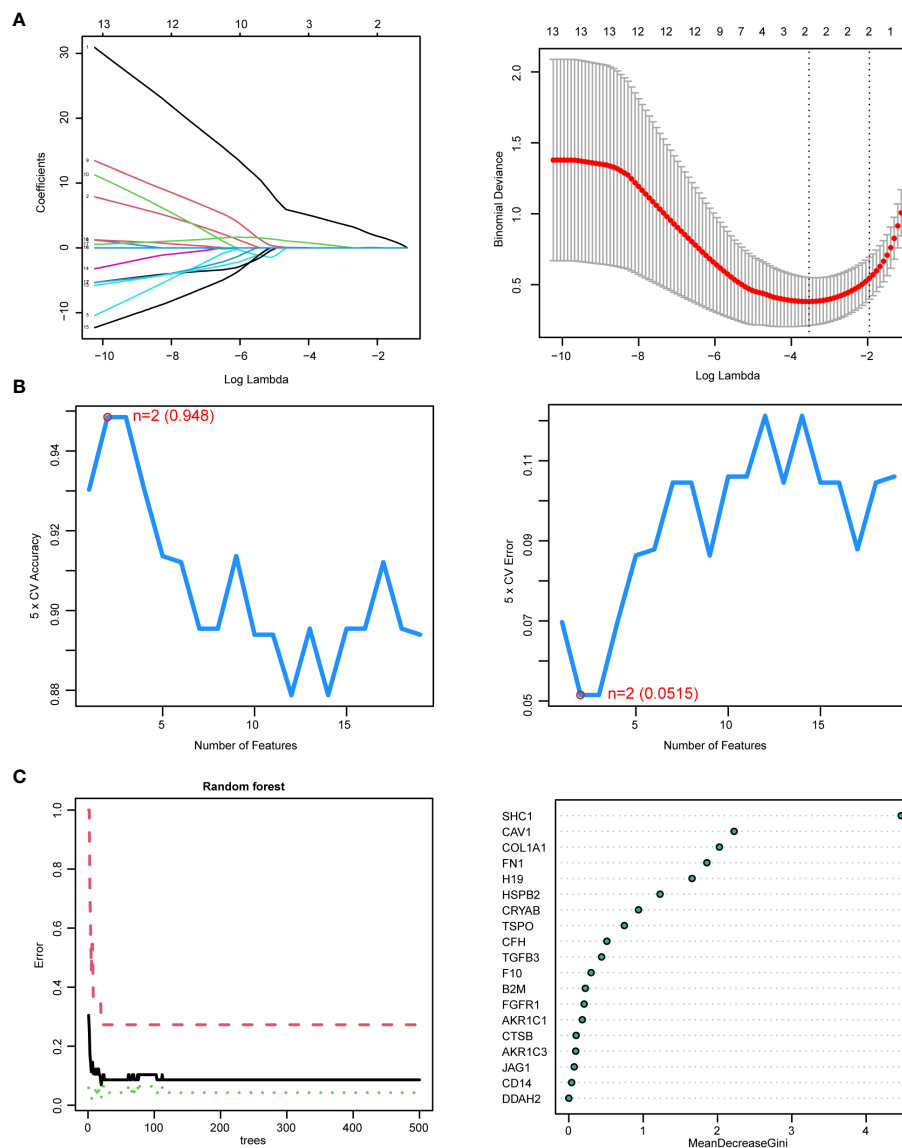 A
13 12 10 3 2
30
20
10
0
−10
Coefficients
1
9
10
2
14
5
15
−10 −8 −6 −4 −2
Log Lambda
13 13 13 12 12 12 9 7 4 3 2 2 2 2 1
2.0
1.5
1.0
0.5
Binomial Deviance
−10 −8 −6 −4 −2
Log Lambda
B
n=2 (0.948)
0.94
0.92
0.90
0.88
5 x CV Accuracy
5 10 15
Number of Features
0.11
0.09
0.07
0.05
5 x CV Error
n=2 (0.0515)
5 10 15
Number of Features
C
Random forest
1.0
0.8
0.6
0.4
0.2
0.0
Error
0 100 200 300 400 500
trees
SHC1
CAV1
COL1A1
FN1
H19
HSPB2
CRYAB
TSPO
CFH
TGFB3
F10
B2M
FGFR1
AKR1C1
CTSB
AKR1C3
JAG1
CD14
DDAH2
0 1 2 3 4
MeanDecreaseGini